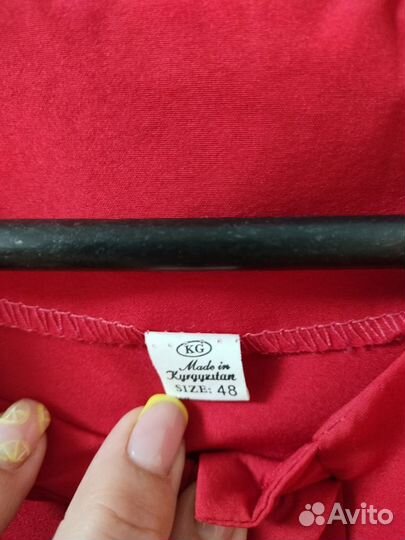 KG
Made in
Kyrgyzstan
SIZE: 48
Avito